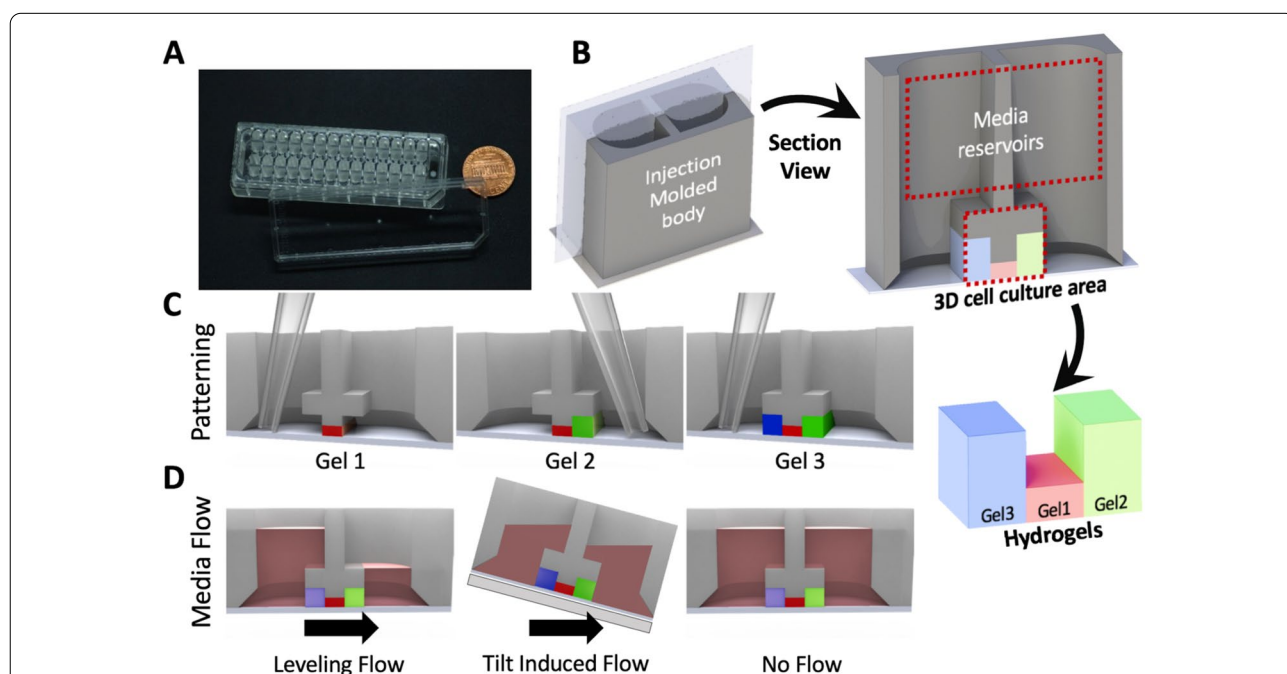 A
B
Injection
Molded
body
Section
View
Media
reservoirs
3D cell culture area
C
Patterning
Gel 1
Gel 2
Gel 3
Gel3
Gel1
Gel2
Hydrogels
D
Media Flow
Leveling Flow
Tilt Induced Flow
No Flow